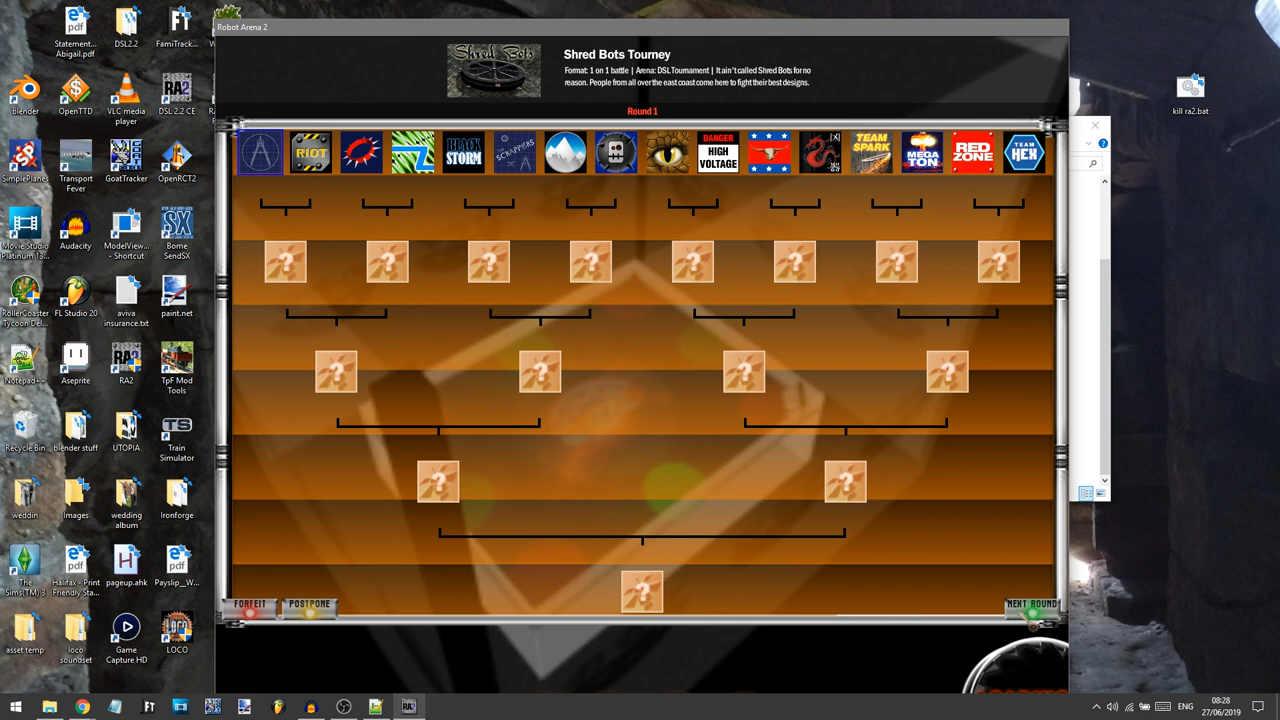 Statement...
Abigail.pdf
DSL2.2
FamiTrack...
Robot Arena 2
Shred Bots
Shred Bots Tourney
Format: 1 on 1 battle | Arena: DSL Tournament | It ain't called Shred Bots for no
reason. People from all over the east coast come here to fight their best designs.
Round 1
blender
OpenTTD
VLC media
player
DSL 2.2 CE
kill ra2.bat
RIOT
BLACK
STORM
SCRAPPERS
DANGER
HIGH
VOLTAGE
TEAM
SPARK
MEGA
TON
RED
ZONE
TEAM
HEX
SimplePlanes
Transport
Fever
GoatTracker
OpenRCT2
Movie Studio
Platinum 13...
Audacity
ModelView...
- Shortcut
Bome
SendSX
RollerCoaster
Tycoon Del...
FL Studio 20
aviva
insurance.txt
paint.net
Notepad++
Aseprite
RA2
TpF Mod
Tools
Recycle Bin
blender stuff
UTOPIA
Train
Simulator
weddin
Images
wedding
album
Ironforge
The
Sims(TM) 3
Halifax - Print
Friendly Sta...
pageup.ahk
Payslip__W...
FORFEIT
POSTPONE
NEXT ROUND
asset temp
loco
soundset
Game
Capture HD
LOCO
ENG
08:28
27/06/2019